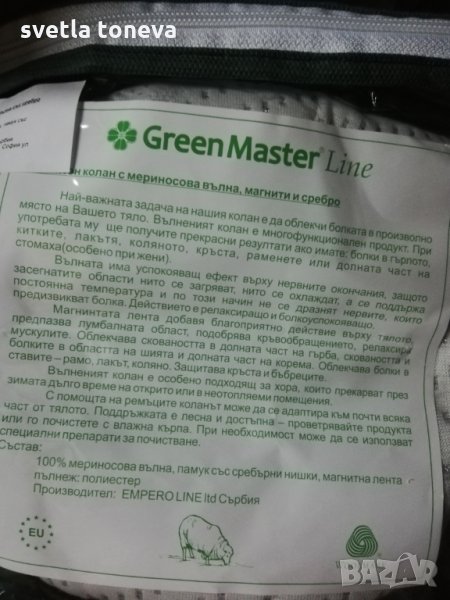 svetla toneva
GreenMaster Line
колан с мериносова вълна, магнити и сребро
Най-важната задача на нашия колан е да облекчи болката в произволно
място на Вашето тяло. Вълненият колан е многофункционален продукт. При
употребата му ще получите прекрасни резултати ако имате: болки в гърлото,
китките, лакътя, коляното, кръста, раменете или долната част на
стомаха(особено при жени).
Вълната има успокояващ ефект върху нервните окончания, защото
засегнатите области нито се загряват, нито се охлаждат, а се поддържа
постоянна температура и по този начин не се дразнят нервите, които
предизвикват болка. Действието е релаксиращо и болкоуспокояващо.
Магнитната лента добавя благоприятно действие върху тялото,
предпазва лумбалната област, подобрява кръвообращението, релаксира
мускулите. Облекчава сковаността в долната част на гърба, скованости и
болките в областта на шията и долната част на корема. Облекчава болки в
ставите – рамо, лакът, коляно. Защитава кръста и бъбреците.
Вълненият колан е особено подходящ за хора, които прекарват през
зимата дълго време на открито или в неотоплями помещения.
С помощта на ремъците коланът може да се адаптира към почти всяка
част от тялото. Поддръжката е лесна и достъпна – проветрявайте продукта
или го почистете с влажна кърпа. При необходимост може да се използват
специални препарати за почистване.
Състав:
100% мериносова вълна, памук със сребърни нишки, магнитна лента
пълнеж: полиестер
Производител: EMPERO LINE ltd Сърбия
EU
BAZAR